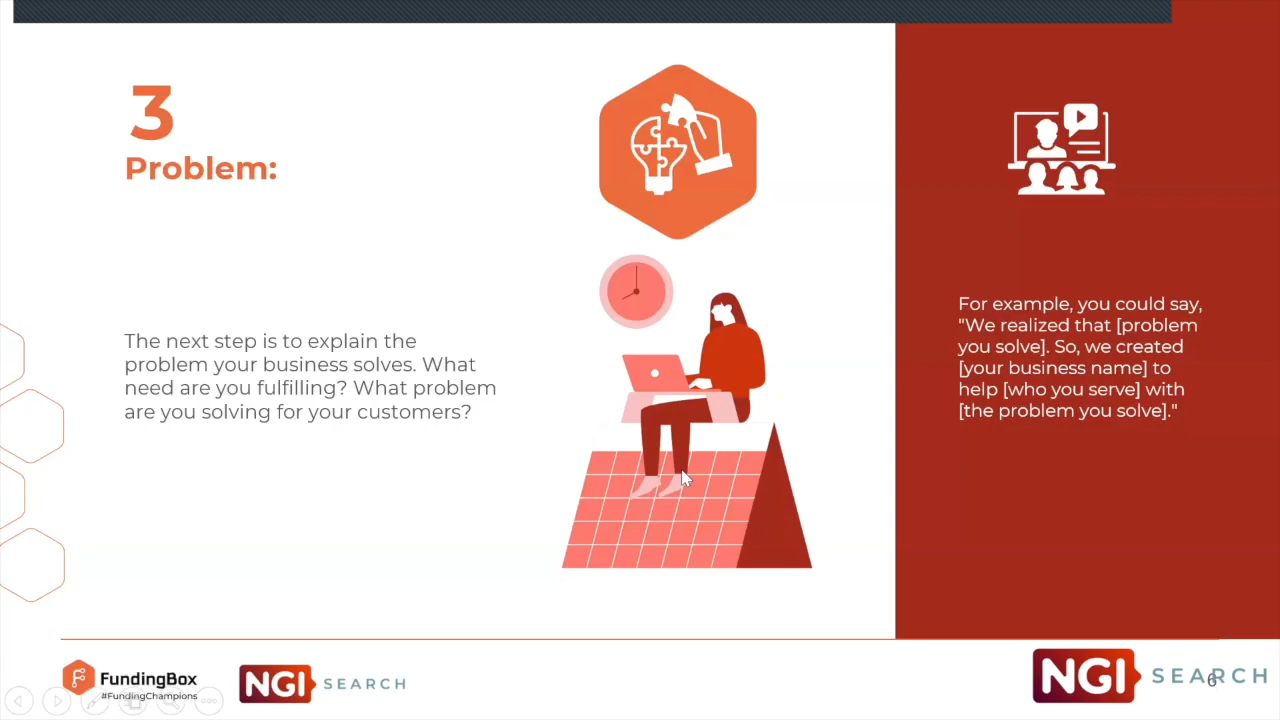 3
Problem:
The next step is to explain the
problem your business solves. What
need are you fulfilling? What problem
are you solving for your customers?
For example, you could say,
"We realized that [problem
you solve]. So, we created
[your business name] to
help [who you serve] with
[the problem you solve]."
FundingBox
#FundingChampions
NGI SEARCH
NGI SEARCH
6